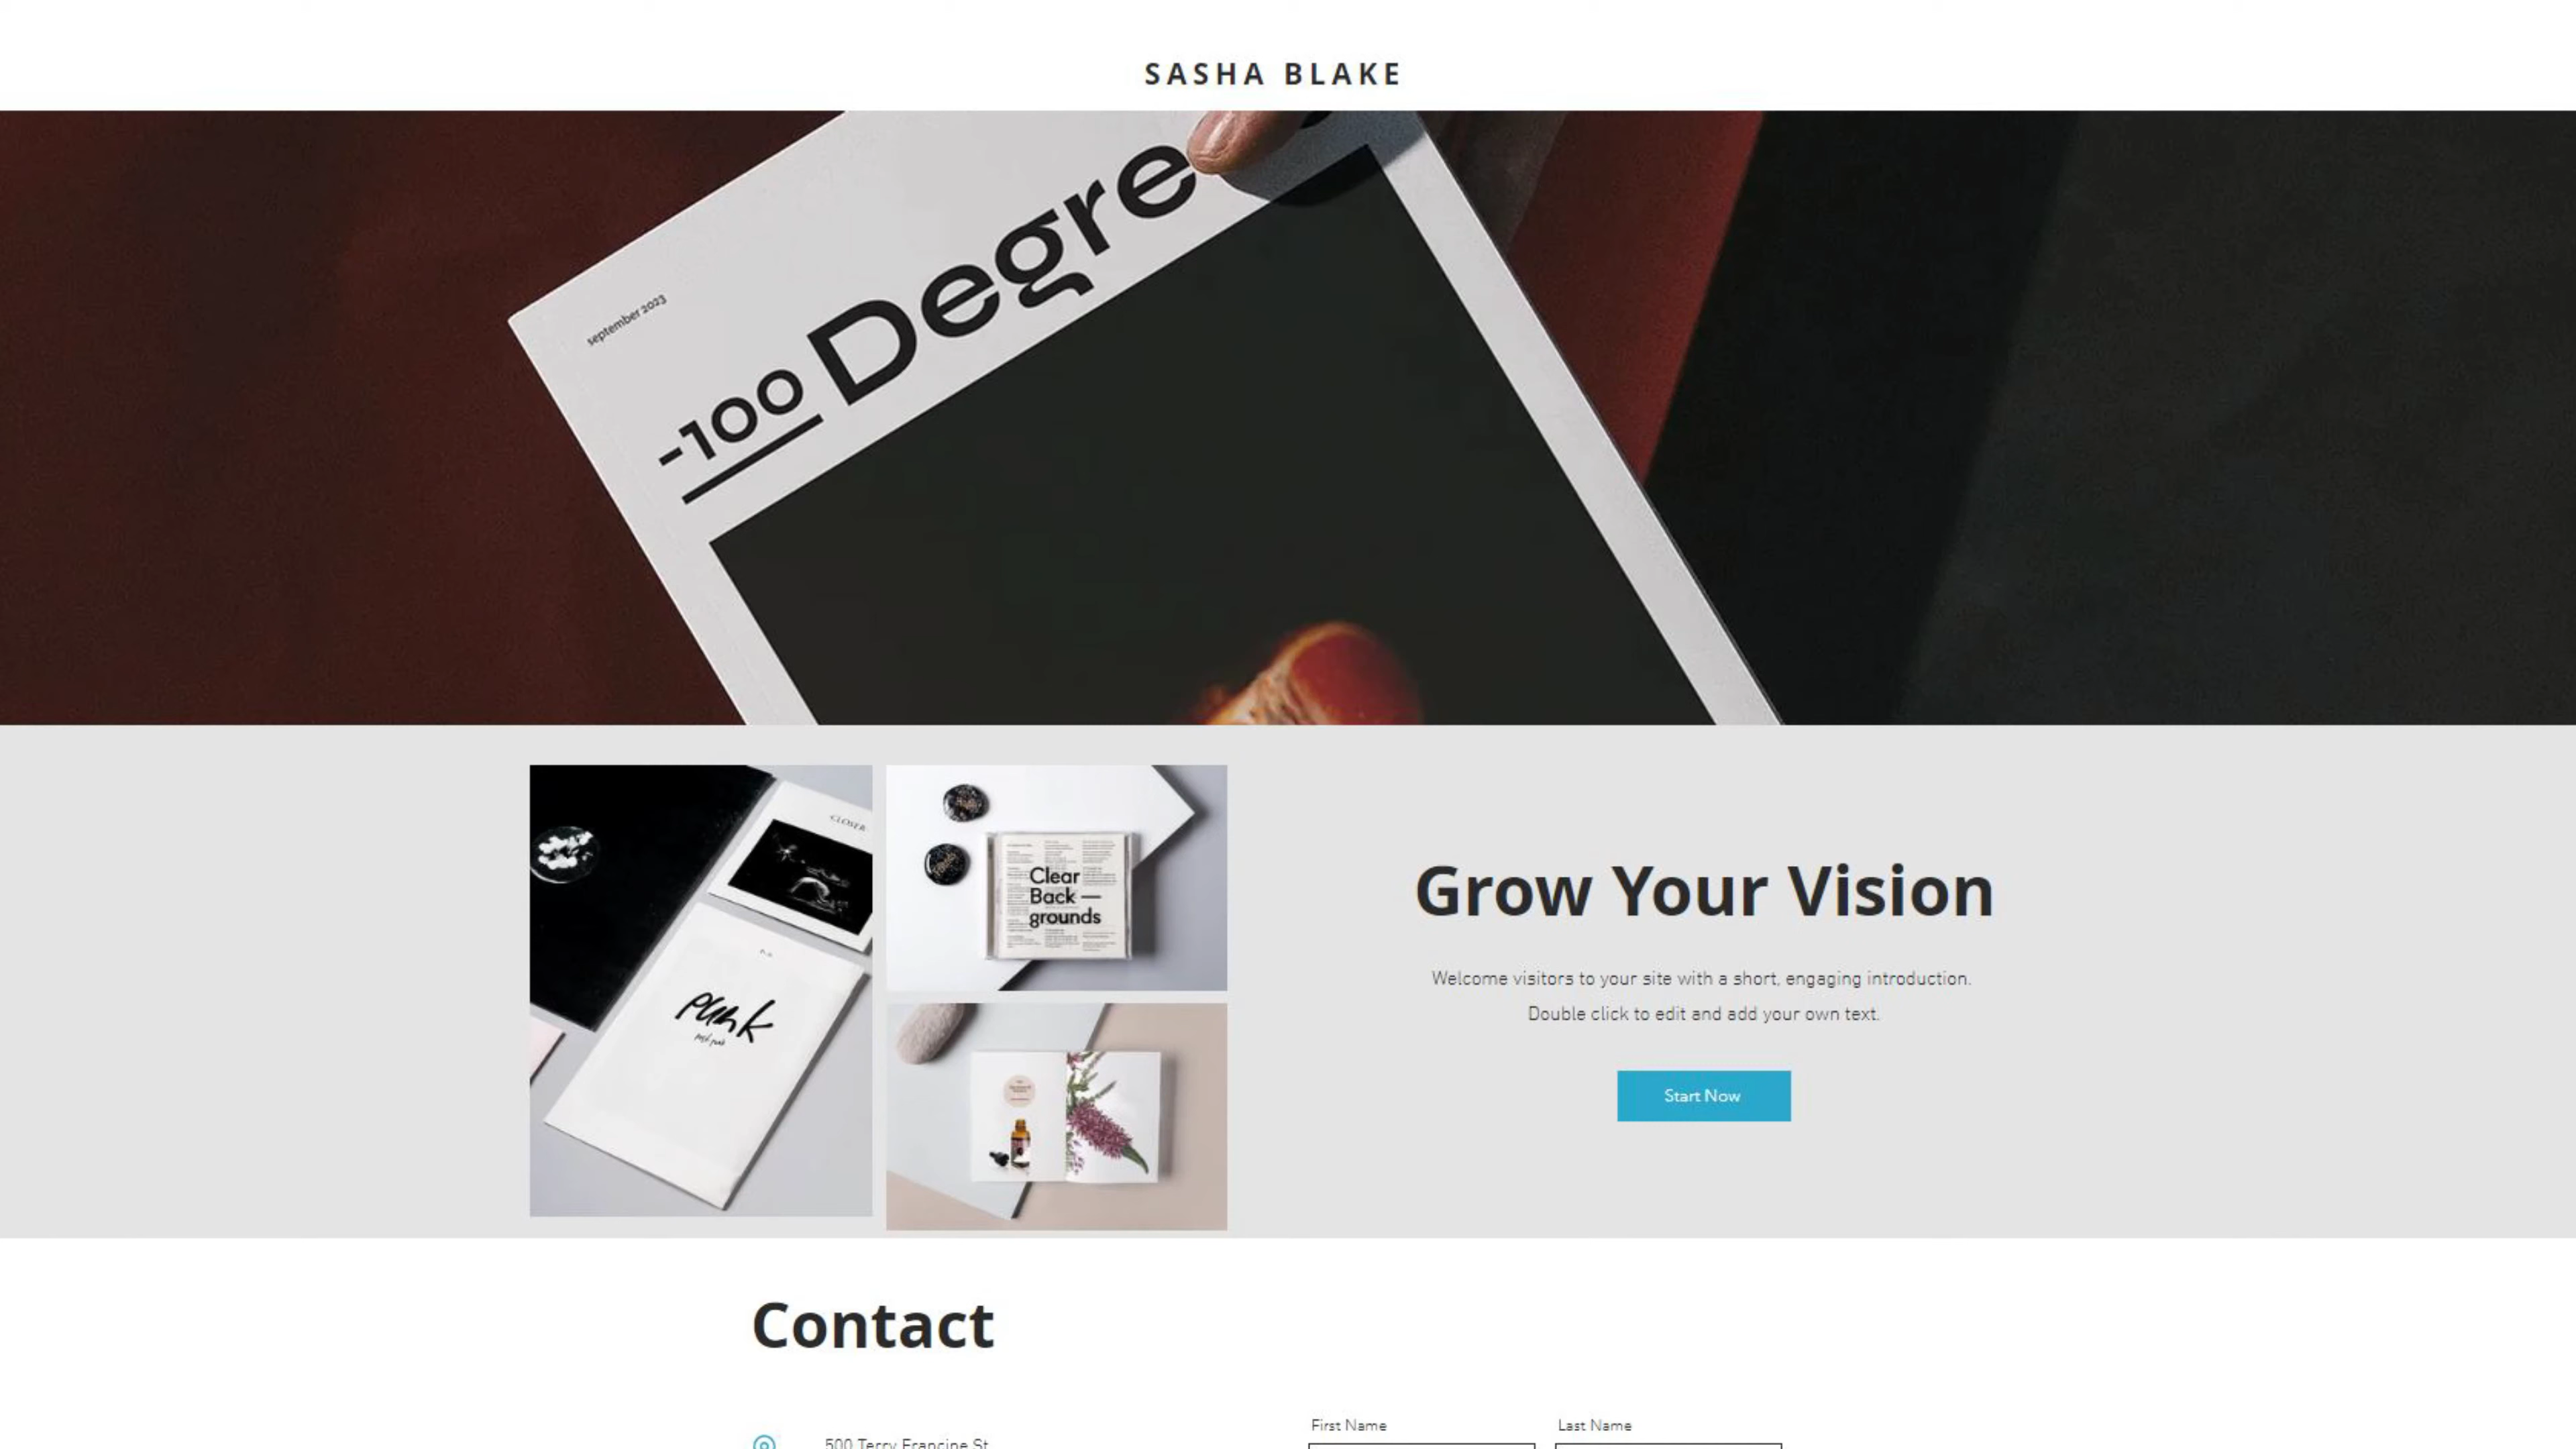 SASHA BLAKE
september 2023
-100 Degre
CLOSER
punk
post punk
Clear
Back —
grounds
Grow Your Vision
Welcome visitors to your site with a short, engaging introduction.
Double click to edit and add your own text.
Start Now
Contact
First Name
Last Name
500 Terry Francine St